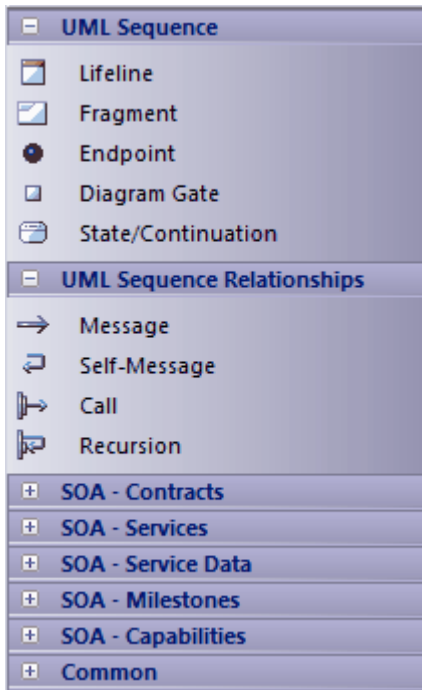 UML Sequence
Lifeline
Fragment
Endpoint
Diagram Gate
State/Continuation
UML Sequence Relationships
Message
Self-Message
Call
Recursion
SOA - Contracts
SOA - Services
SOA - Service Data
SOA - Milestones
SOA - Capabilities
Common